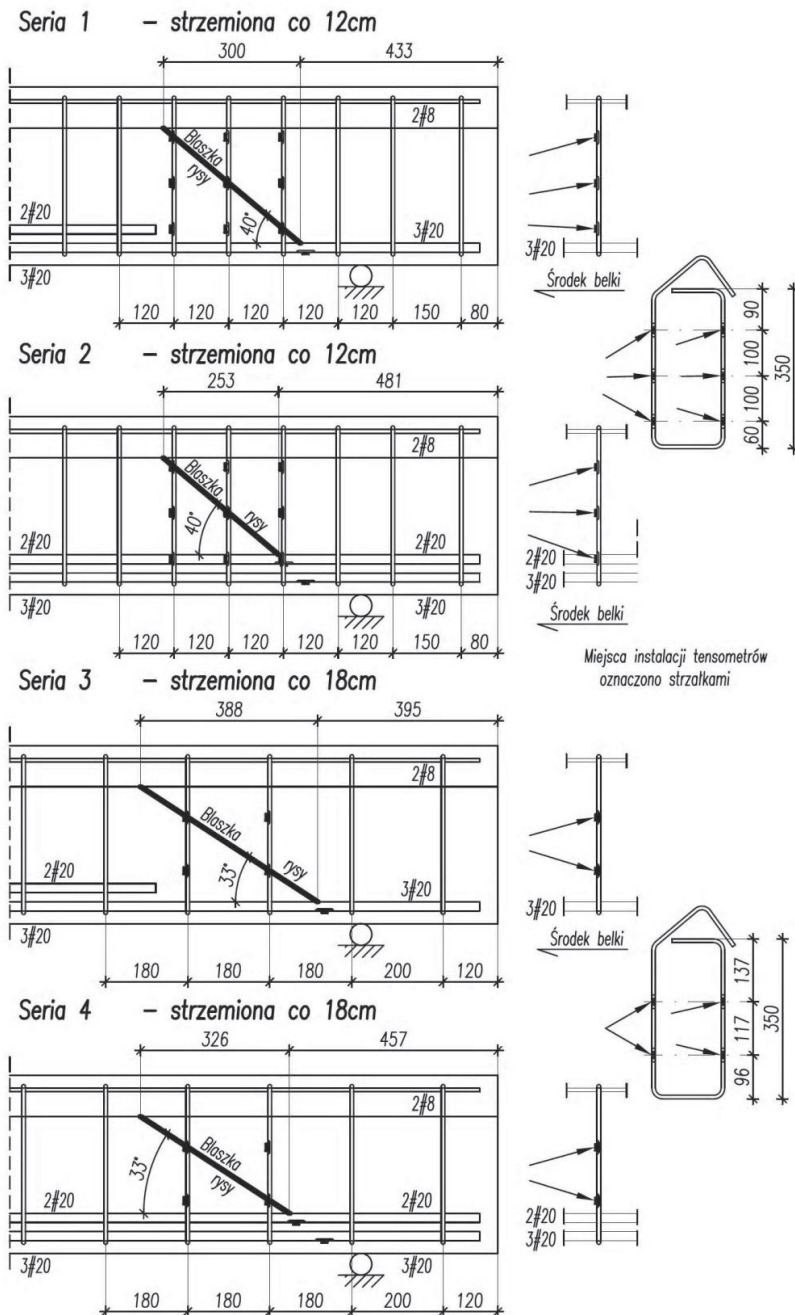 Seria 1 – strzemiona co 12cm
300 433
2#8
Blaszka
rysy
40°
2#20 3#20
3#20
120 120 120 120 120 150 80
3#20
Środek belki
90
100
100
60
350
Seria 2 – strzemiona co 12cm
253 481
2#8
Blaszka
rysy
40°
2#20 2#20
3#20 3#20
120 120 120 120 120 150 80
2#20
3#20
Środek belki
Miejsca instalacji tensometrów
oznaczono strzałkami
Seria 3 – strzemiona co 18cm
388 395
2#8
Blaszka
rysy
33°
2#20 3#20
3#20
180 180 180 200 120
3#20
Środek belki
137
117
96
350
Seria 4 – strzemiona co 18cm
326 457
2#8
Blaszka
rysy
33°
2#20 2#20
3#20 3#20
180 180 180 200 120
2#20
3#20